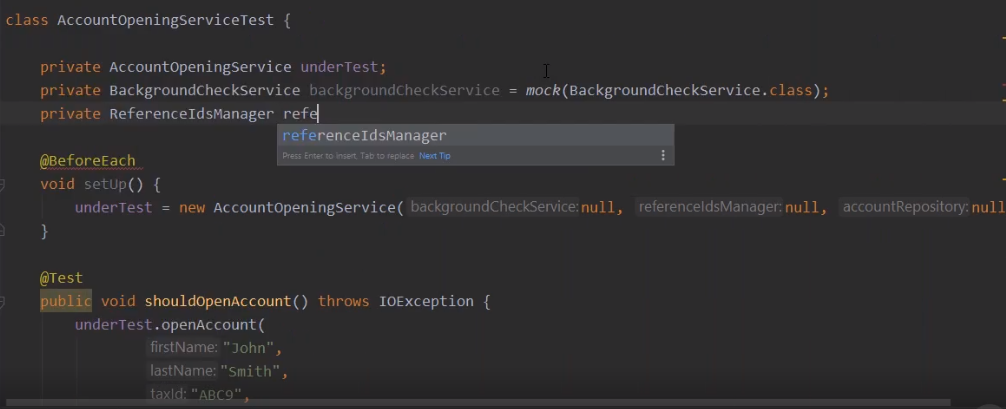 class AccountOpeningServiceTest {
private AccountOpeningService underTest;
private BackgroundCheckService backgroundCheckService = mock(BackgroundCheckService.class);
private ReferenceIdsManager refe
referenceIdsManager
Press Enter to insert, Tab to replace Next Tip
@BeforeEach
void setUp() {
underTest = new AccountOpeningService( backgroundCheckService: null, referenceIdsManager: null, accountRepository: null
}
@Test
public void shouldOpenAccount() throws IOException {
underTest.openAccount(
firstName: "John",
lastName: "Smith",
taxId: "ABC9",